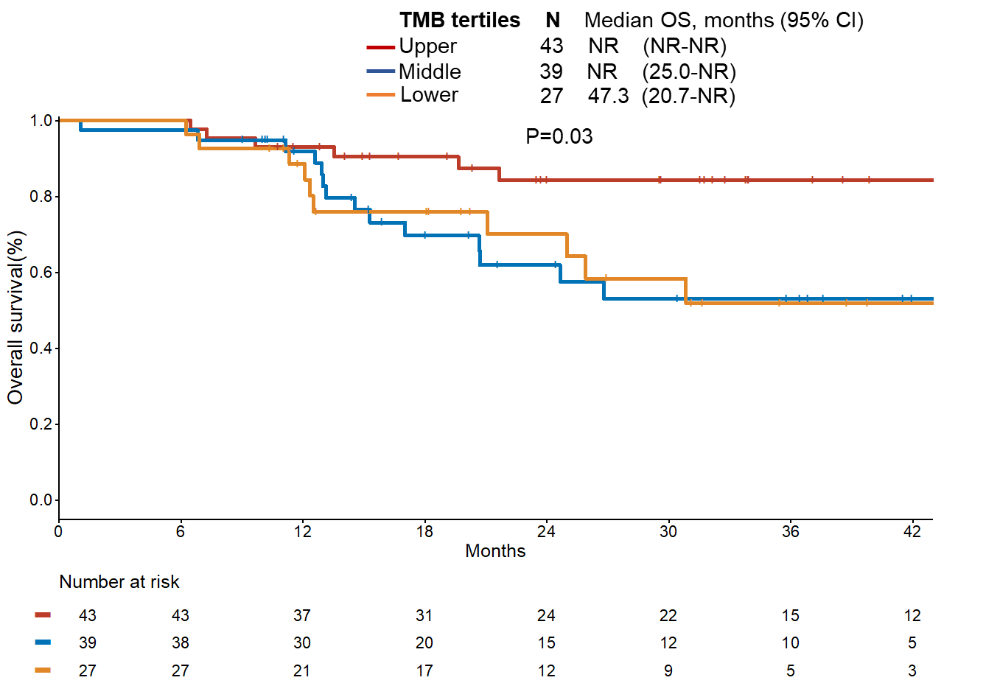 TMB tertiles N Median OS, months (95% CI)
Upper 43 NR (NR-NR)
Middle 39 NR (25.0-NR)
Lower 27 47.3 (20.7-NR)
P=0.03
Overall survival(%)
1.0
0.8
0.6
0.4
0.2
0.0
0 6 12 18 24 30 36 42
Months
Number at risk
43 43 37 31 24 22 15 12
39 38 30 20 15 12 10 5
27 27 21 17 12 9 5 3